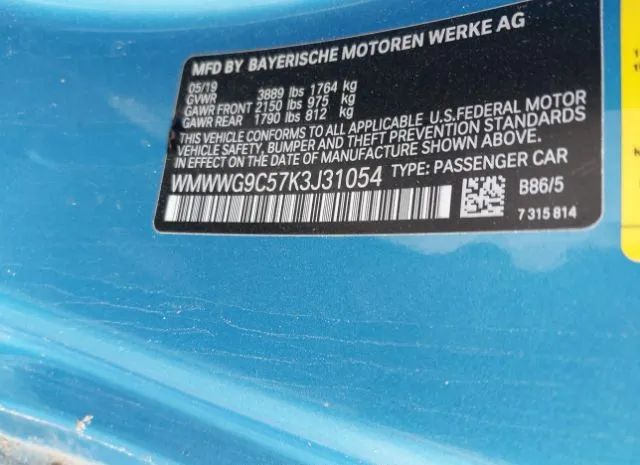 MFD BY BAYERISCHE MOTOREN WERKE AG
05/19
GVWR 3889 lbs 1764 kg
GAWR FRONT 2150 lbs 975 kg
GAWR REAR 1790 lbs 812 kg
THIS VEHICLE CONFORMS TO ALL APPLICABLE U.S.FEDERAL MOTOR
VEHICLE SAFETY, BUMPER AND THEFT PREVENTION STANDARDS
IN EFFECT ON THE DATE OF MANUFACTURE SHOWN ABOVE.
WMWWG9C57K3J31054 TYPE: PASSENGER CAR
B86/5
7 315 814